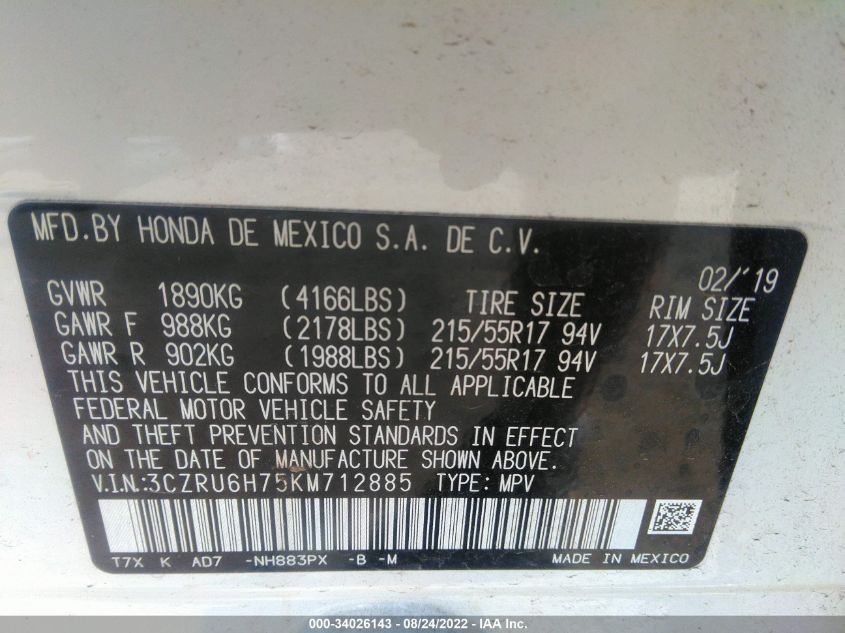 MFD.BY HONDA DE MEXICO S.A. DE C.V.
02/'19
GVWR 1890KG (4166LBS) TIRE SIZE RIM SIZE
GAWR F 988KG (2178LBS) 215/55R17 94V 17X7.5J
GAWR R 902KG (1988LBS) 215/55R17 94V 17X7.5J
THIS VEHICLE CONFORMS TO ALL APPLICABLE
FEDERAL MOTOR VEHICLE SAFETY
AND THEFT PREVENTION STANDARDS IN EFFECT
ON THE DATE OF MANUFACTURE SHOWN ABOVE.
V.I.N.:3CZRU6H75KM712885 TYPE: MPV
T7X K AD7 -NH883PX -B -M MADE IN MEXICO
000-34026143 - 08/24/2022 - IAA Inc.